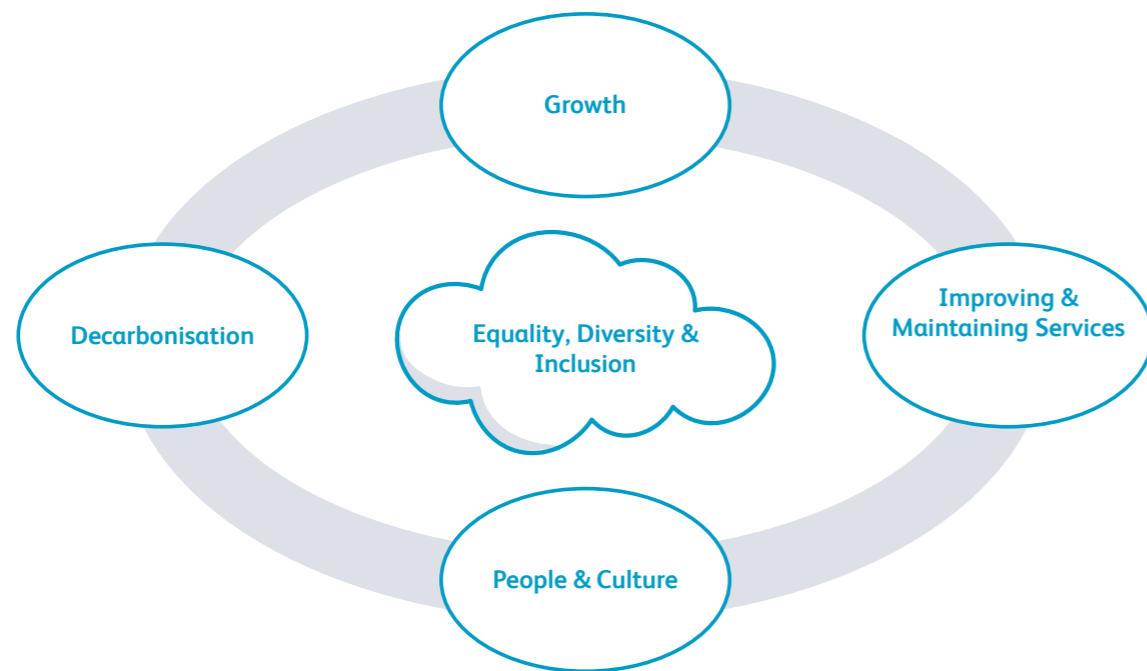 Growth
Decarbonisation
Equality, Diversity &
Inclusion
Improving &
Maintaining Services
People & Culture